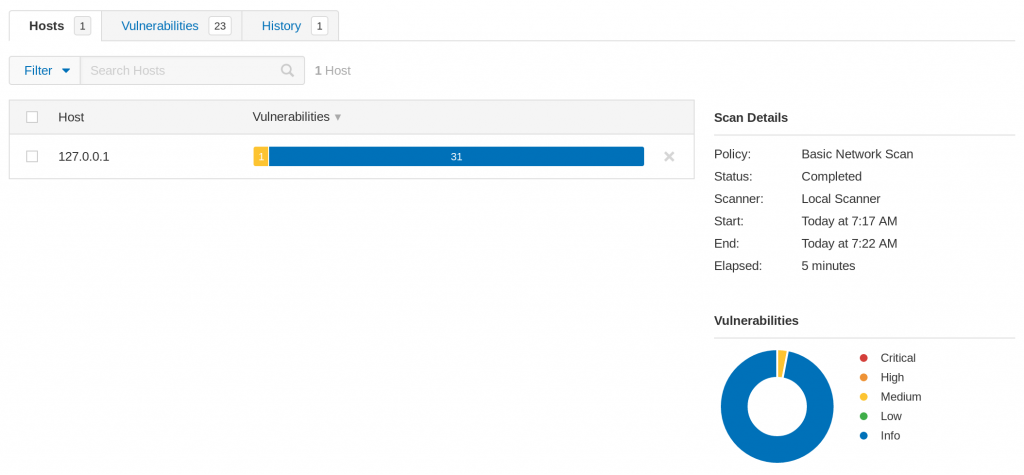 Hosts 1 Vulnerabilities 23 History 1
Filter Search Hosts 1 Host
Host Vulnerabilities
127.0.0.1 1 31
Scan Details
Policy: Basic Network Scan
Status: Completed
Scanner: Local Scanner
Start: Today at 7:17 AM
End: Today at 7:22 AM
Elapsed: 5 minutes
Vulnerabilities
Critical
High
Medium
Low
Info